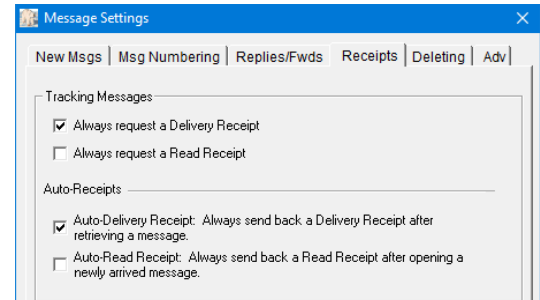 Message Settings
New Msgs Msg Numbering Replies/Fwds Receipts Deleting Adv
Tracking Messages
Always request a Delivery Receipt
Always request a Read Receipt
Auto-Receipts
Auto-Delivery Receipt: Always send back a Delivery Receipt after
retrieving a message.
Auto-Read Receipt: Always send back a Read Receipt after opening a
newly arrived message.